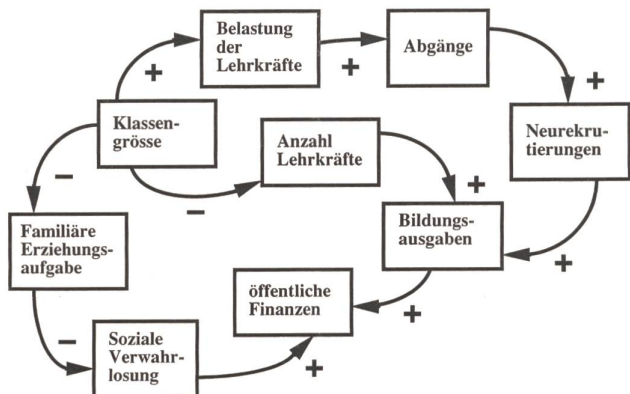 Belastung
der
Lehrkräfte
Abgänge
+
+
+
Klassen-
grösse
Anzahl
Lehrkräfte
Neurekru-
tierungen
–
–
+
Familiäre
Erziehungs-
aufgabe
Bildungs-
ausgaben
+
öffentliche
Finanzen
+
–
Soziale
Verwahr-
losung
+